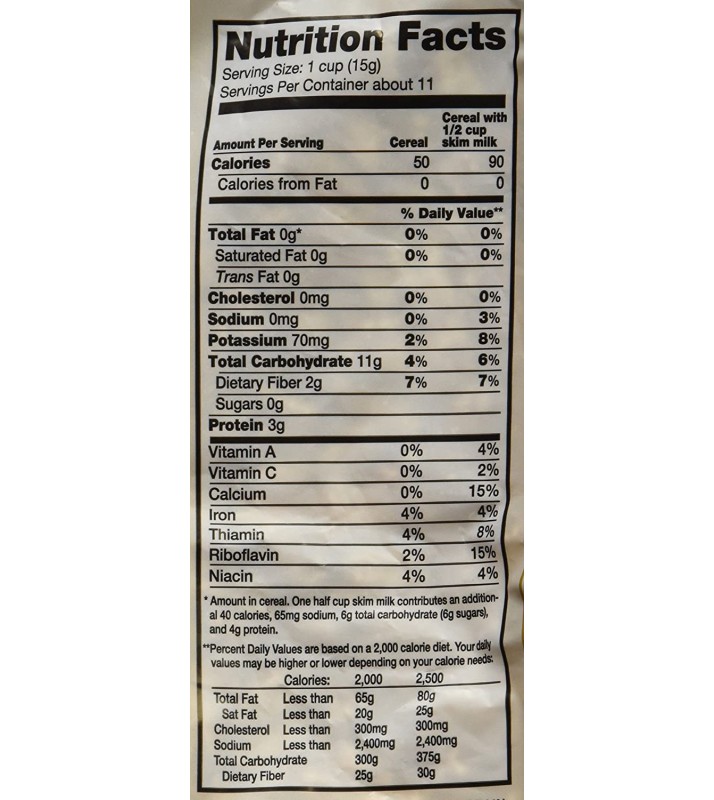 Nutrition Facts
Serving Size: 1 cup (15g)
Servings Per Container about 11
Cereal with
1/2 cup
Amount Per Serving Cereal skim milk
Calories 50 90
Calories from Fat 0 0
% Daily Value**
Total Fat 0g* 0% 0%
Saturated Fat 0g 0% 0%
Trans Fat 0g
Cholesterol 0mg 0% 0%
Sodium 0mg 0% 3%
Potassium 70mg 2% 8%
Total Carbohydrate 11g 4% 6%
Dietary Fiber 2g 7% 7%
Sugars 0g
Protein 3g
Vitamin A 0% 4%
Vitamin C 0% 2%
Calcium 0% 15%
Iron 4% 4%
Thiamin 4% 8%
Riboflavin 2% 15%
Niacin 4% 4%
* Amount in cereal. One half cup skim milk contributes an addition-
al 40 calories, 65mg sodium, 6g total carbohydrate (6g sugars),
and 4g protein.
**Percent Daily Values are based on a 2,000 calorie diet. Your daily
values may be higher or lower depending on your calorie needs:
Calories: 2,000 2,500
Total Fat Less than 65g 80g
Sat Fat Less than 20g 25g
Cholesterol Less than 300mg 300mg
Sodium Less than 2,400mg 2,400mg
Total Carbohydrate 300g 375g
Dietary Fiber 25g 30g